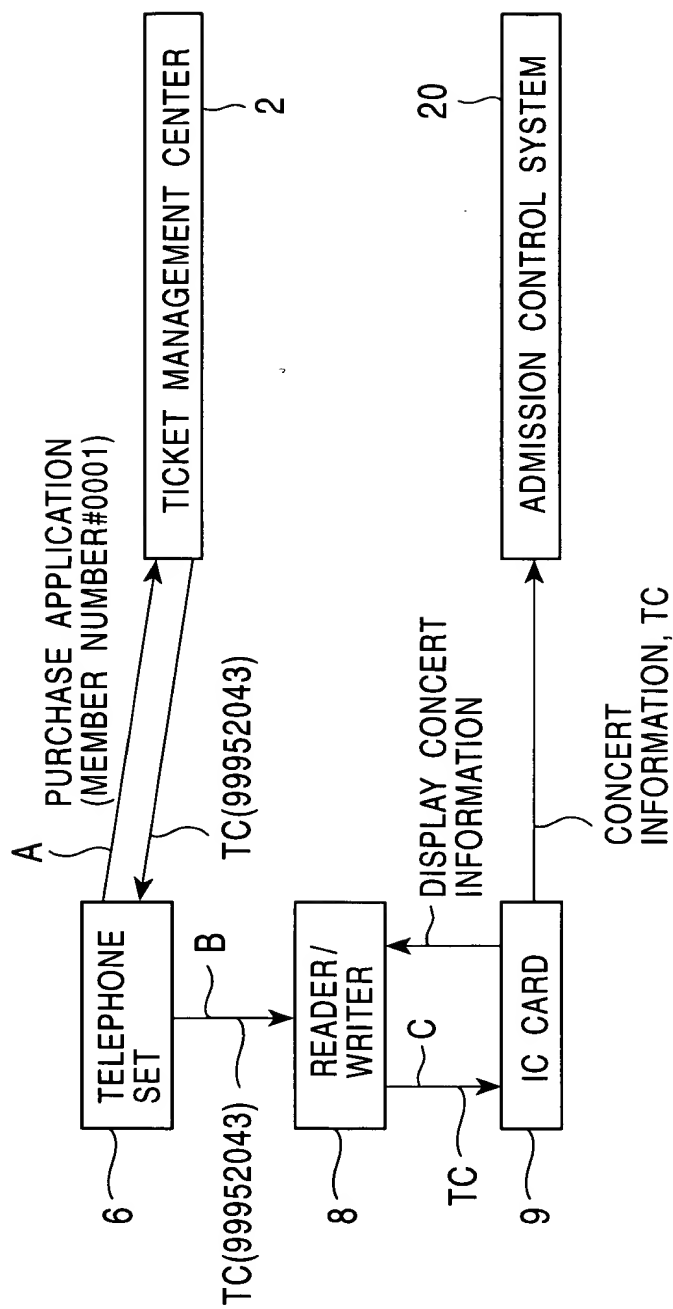 PURCHASE APPLICATION
(MEMBER NUMBER#0001)
A
TELEPHONE
SET
6
TICKET MANAGEMENT CENTER
2
TC(99952043)
B
TC(99952043)
READER/
WRITER
8
DISPLAY CONCERT
INFORMATION
C
TC
IC CARD
9
CONCERT
INFORMATION, TC
ADMISSION CONTROL SYSTEM
20